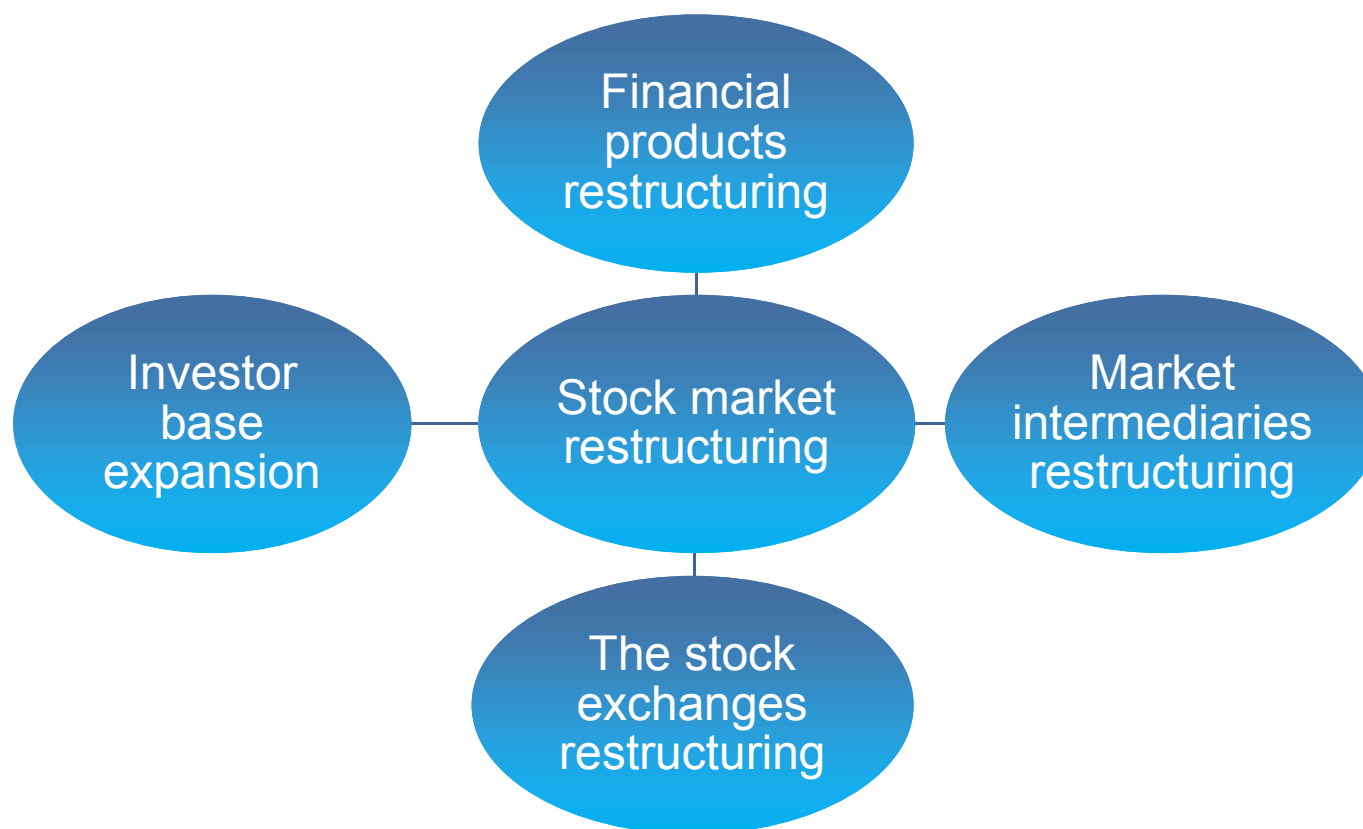 Financial
products
restructuring
Investor
base
expansion
Stock market
restructuring
Market
intermediaries
restructuring
The stock
exchanges
restructuring